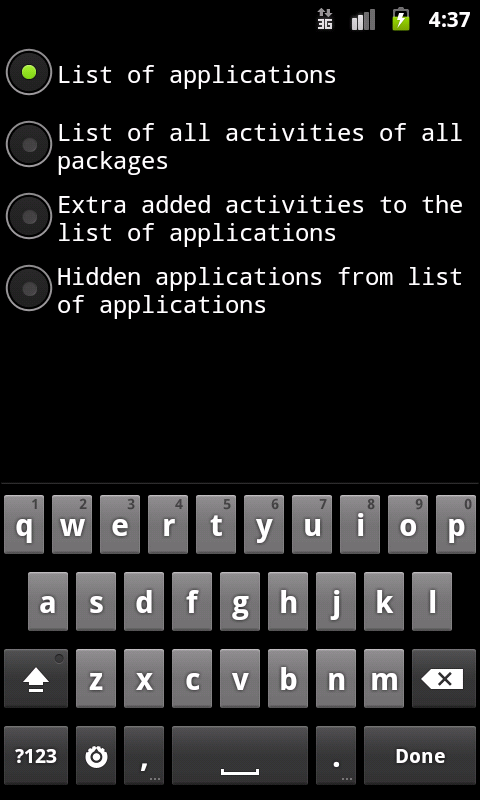 3G 4:37
List of applications
List of all activities of all
packages
Extra added activities to the
list of applications
Hidden applications from list
of applications
1 2 3 4 5 6 7 8 9 0
q w e r t y u i o p
a s d f g h j k l
z x c v b n m
?123 , ... . ... Done